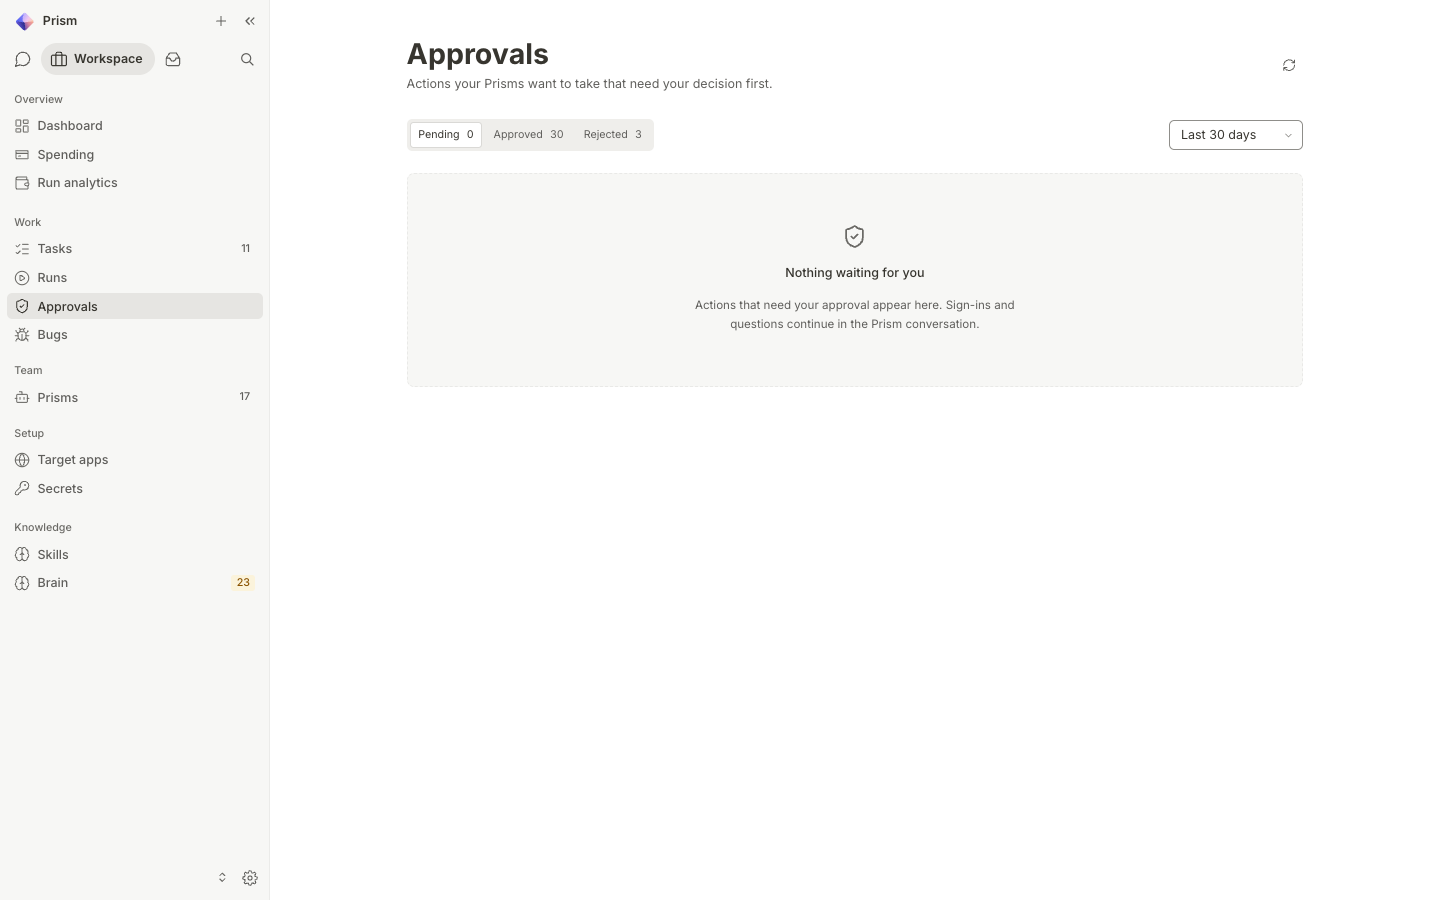 Prism
Workspace
Overview
Dashboard
Spending
Run analytics
Work
Tasks 11
Runs
Approvals
Bugs
Team
Prisms 17
Setup
Target apps
Secrets
Knowledge
Skills
Brain 23
Approvals
Actions your Prisms want to take that need your decision first.
Pending 0 Approved 30 Rejected 3
Last 30 days
Nothing waiting for you
Actions that need your approval appear here. Sign-ins and
questions continue in the Prism conversation.